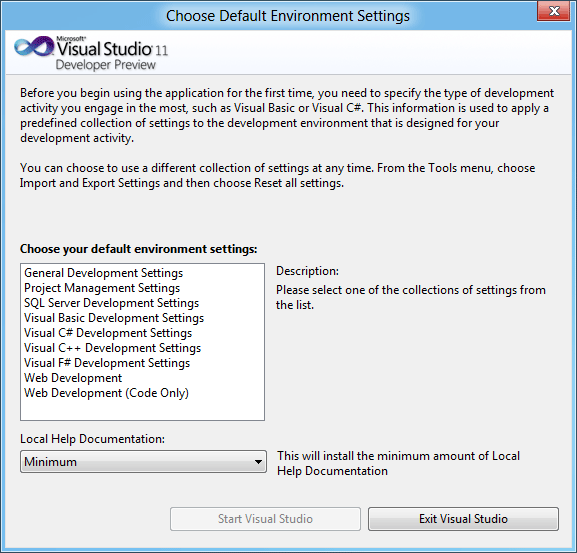 Choose Default Environment Settings
Microsoft®
Visual Studio 11
Developer Preview
Before you begin using the application for the first time, you need to specify the type of development
activity you engage in the most, such as Visual Basic or Visual C#. This information is used to apply a
predefined collection of settings to the development environment that is designed for your
development activity.
You can choose to use a different collection of settings at any time. From the Tools menu, choose
Import and Export Settings and then choose Reset all settings.
Choose your default environment settings:
General Development Settings
Project Management Settings
SQL Server Development Settings
Visual Basic Development Settings
Visual C# Development Settings
Visual C++ Development Settings
Visual F# Development Settings
Web Development
Web Development (Code Only)
Description:
Please select one of the collections of settings from
the list.
Local Help Documentation:
Minimum
This will install the minimum amount of Local
Help Documentation
Start Visual Studio
Exit Visual Studio